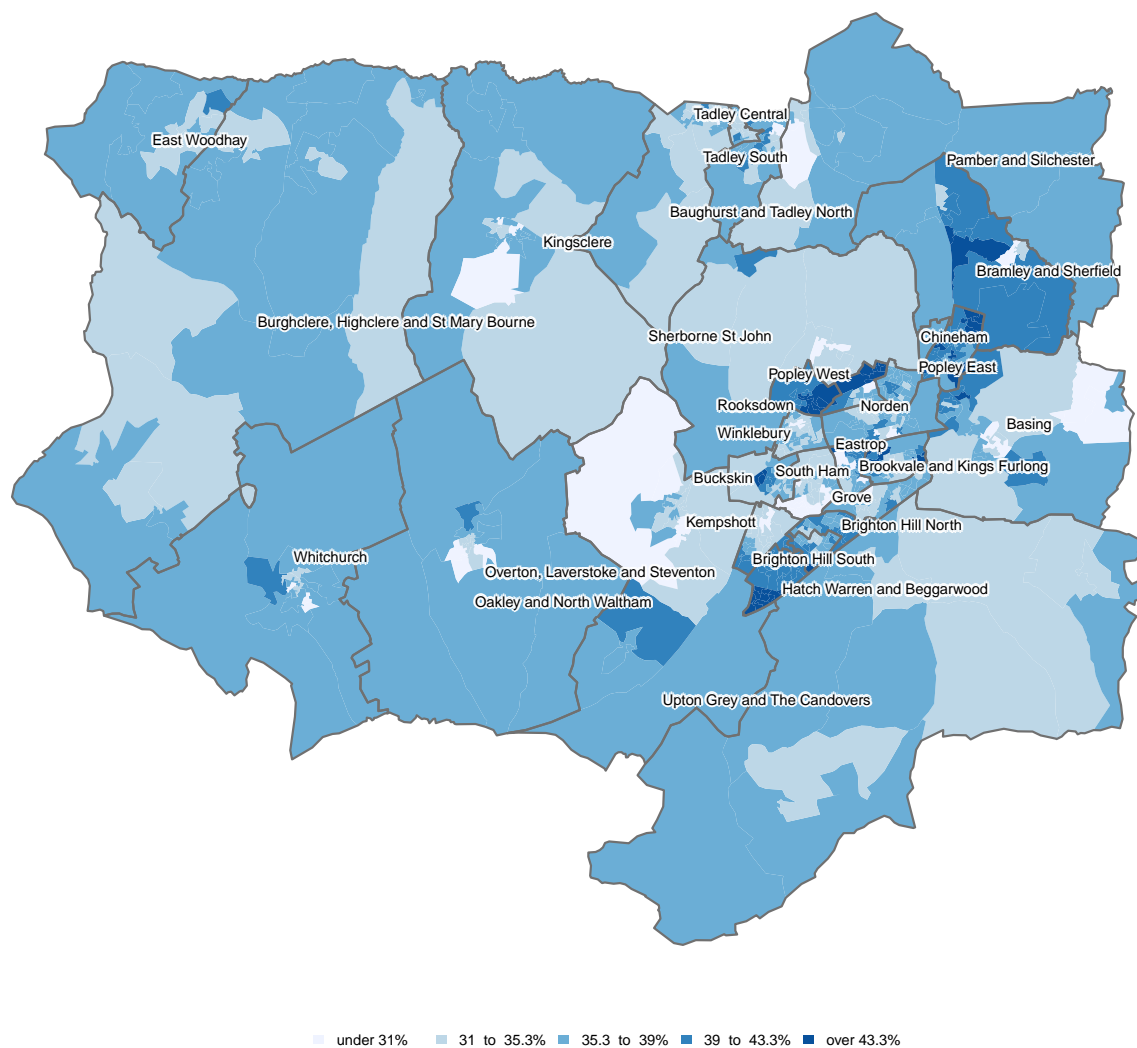 Tadley Central
East Woodhay
Tadley South
Pamber and Silchester
Baughurst and Tadley North
Kingsclere
Bramley and Sherfield
Burghclere, Highclere and St Mary Bourne
Sherborne St John
Chineham
Popley East
Popley West
Rooksdown
Norden
Basing
Winklebury
Eastrop
Brookvale and Kings Furlong
South Ham
Buckskin
Grove
Kempshott
Brighton Hill North
Whitchurch
Brighton Hill South
Overton, Laverstoke and Steventon
Hatch Warren and Beggarwood
Oakley and North Waltham
Upton Grey and The Candovers
under 31% 31 to 35.3% 35.3 to 39% 39 to 43.3% over 43.3%